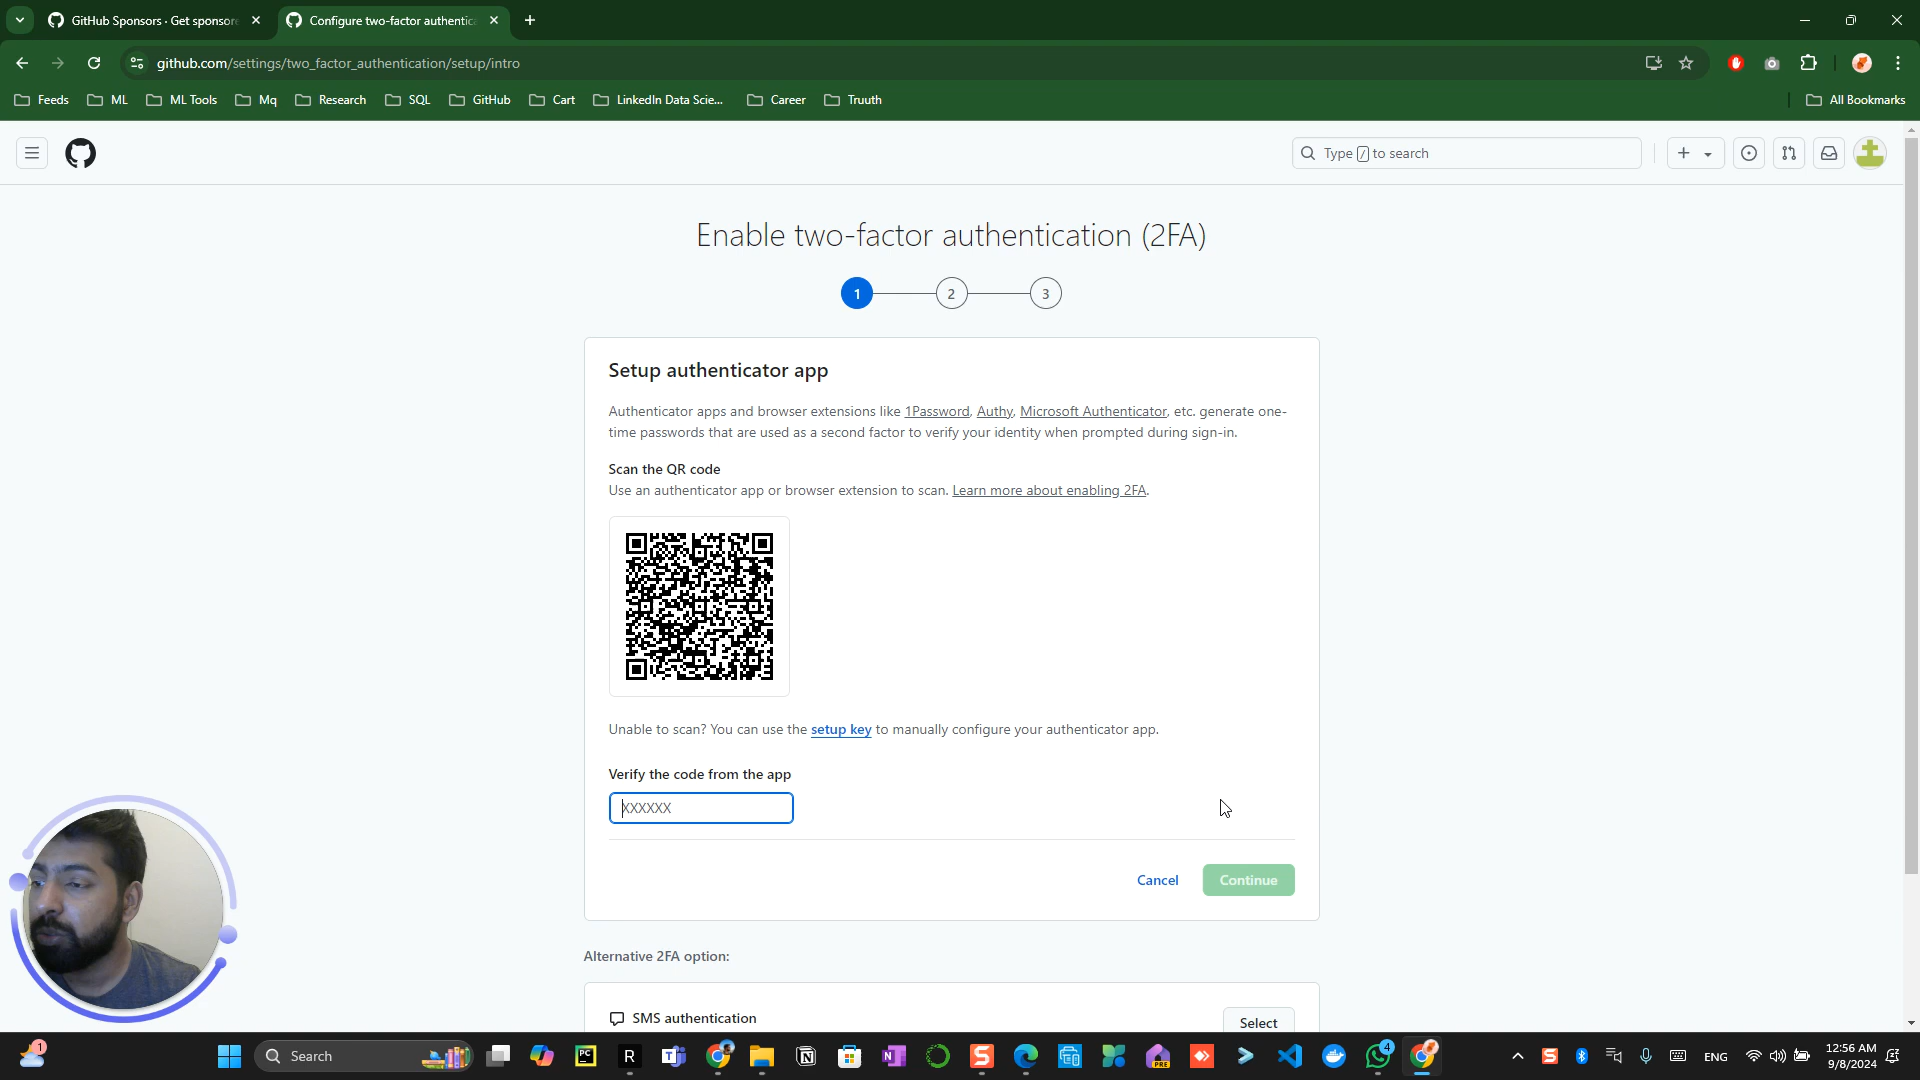 GitHub Sponsors · Get sponsore
Configure two-factor authentica
github.com/settings/two_factor_authentication/setup/intro
Feeds
ML
ML Tools
Mq
Research
SQL
GitHub
Cart
LinkedIn Data Scie...
Career
Truuth
All Bookmarks
Type / to search
Enable two-factor authentication (2FA)
1
2
3
Setup authenticator app
Authenticator apps and browser extensions like 1Password, Authy, Microsoft Authenticator, etc. generate one-
time passwords that are used as a second factor to verify your identity when prompted during sign-in.
Scan the QR code
Use an authenticator app or browser extension to scan. Learn more about enabling 2FA.
Unable to scan? You can use the setup key to manually configure your authenticator app.
Verify the code from the app
XXXXXX
Cancel
Continue
Alternative 2FA option:
SMS authentication
Select
1
Search
PC
R
T
N
N
S
PRE
4
S
ENG
12:56 AM
9/8/2024